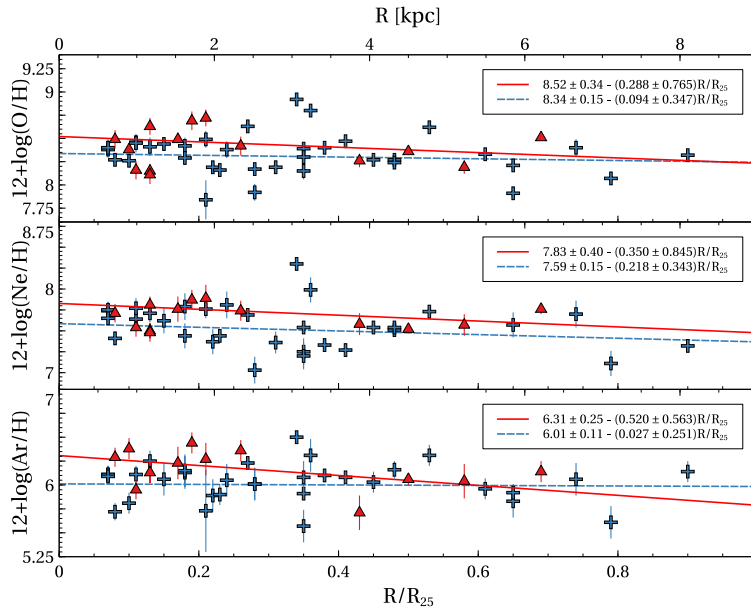 R [kpc]
0 2 4 6 8
12+log(O/H)
9.25
9
8
7.75
8.52 ± 0.34 - (0.288 ± 0.765)R/R25
8.34 ± 0.15 - (0.094 ± 0.347)R/R25
12+log(Ne/H)
8.75
8
7
7.83 ± 0.40 - (0.350 ± 0.845)R/R25
7.59 ± 0.15 - (0.218 ± 0.343)R/R25
12+log(Ar/H)
7
6
5.25
6.31 ± 0.25 - (0.520 ± 0.563)R/R25
6.01 ± 0.11 - (0.027 ± 0.251)R/R25
0 0.2 0.4 0.6 0.8
R/R25